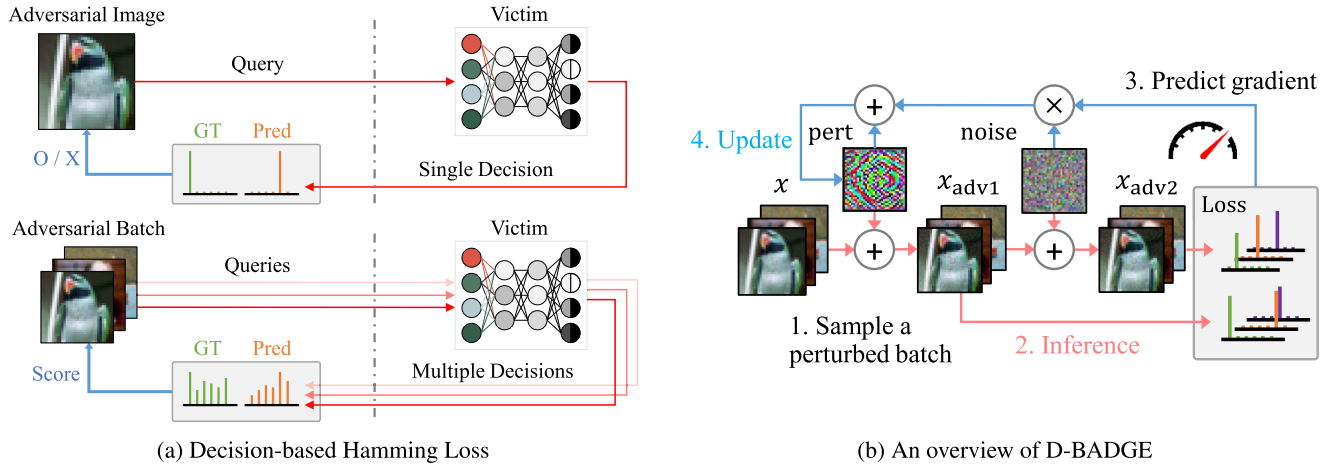 Adversarial Image
Victim
Query
GT Pred
O / X
Single Decision
Adversarial Batch
Victim
Queries
GT Pred
Score
Multiple Decisions
(a) Decision-based Hamming Loss
3. Predict gradient
4. Update
pert
noise
x
xadv1
xadv2
Loss
1. Sample a
perturbed batch
2. Inference
(b) An overview of D-BADGE